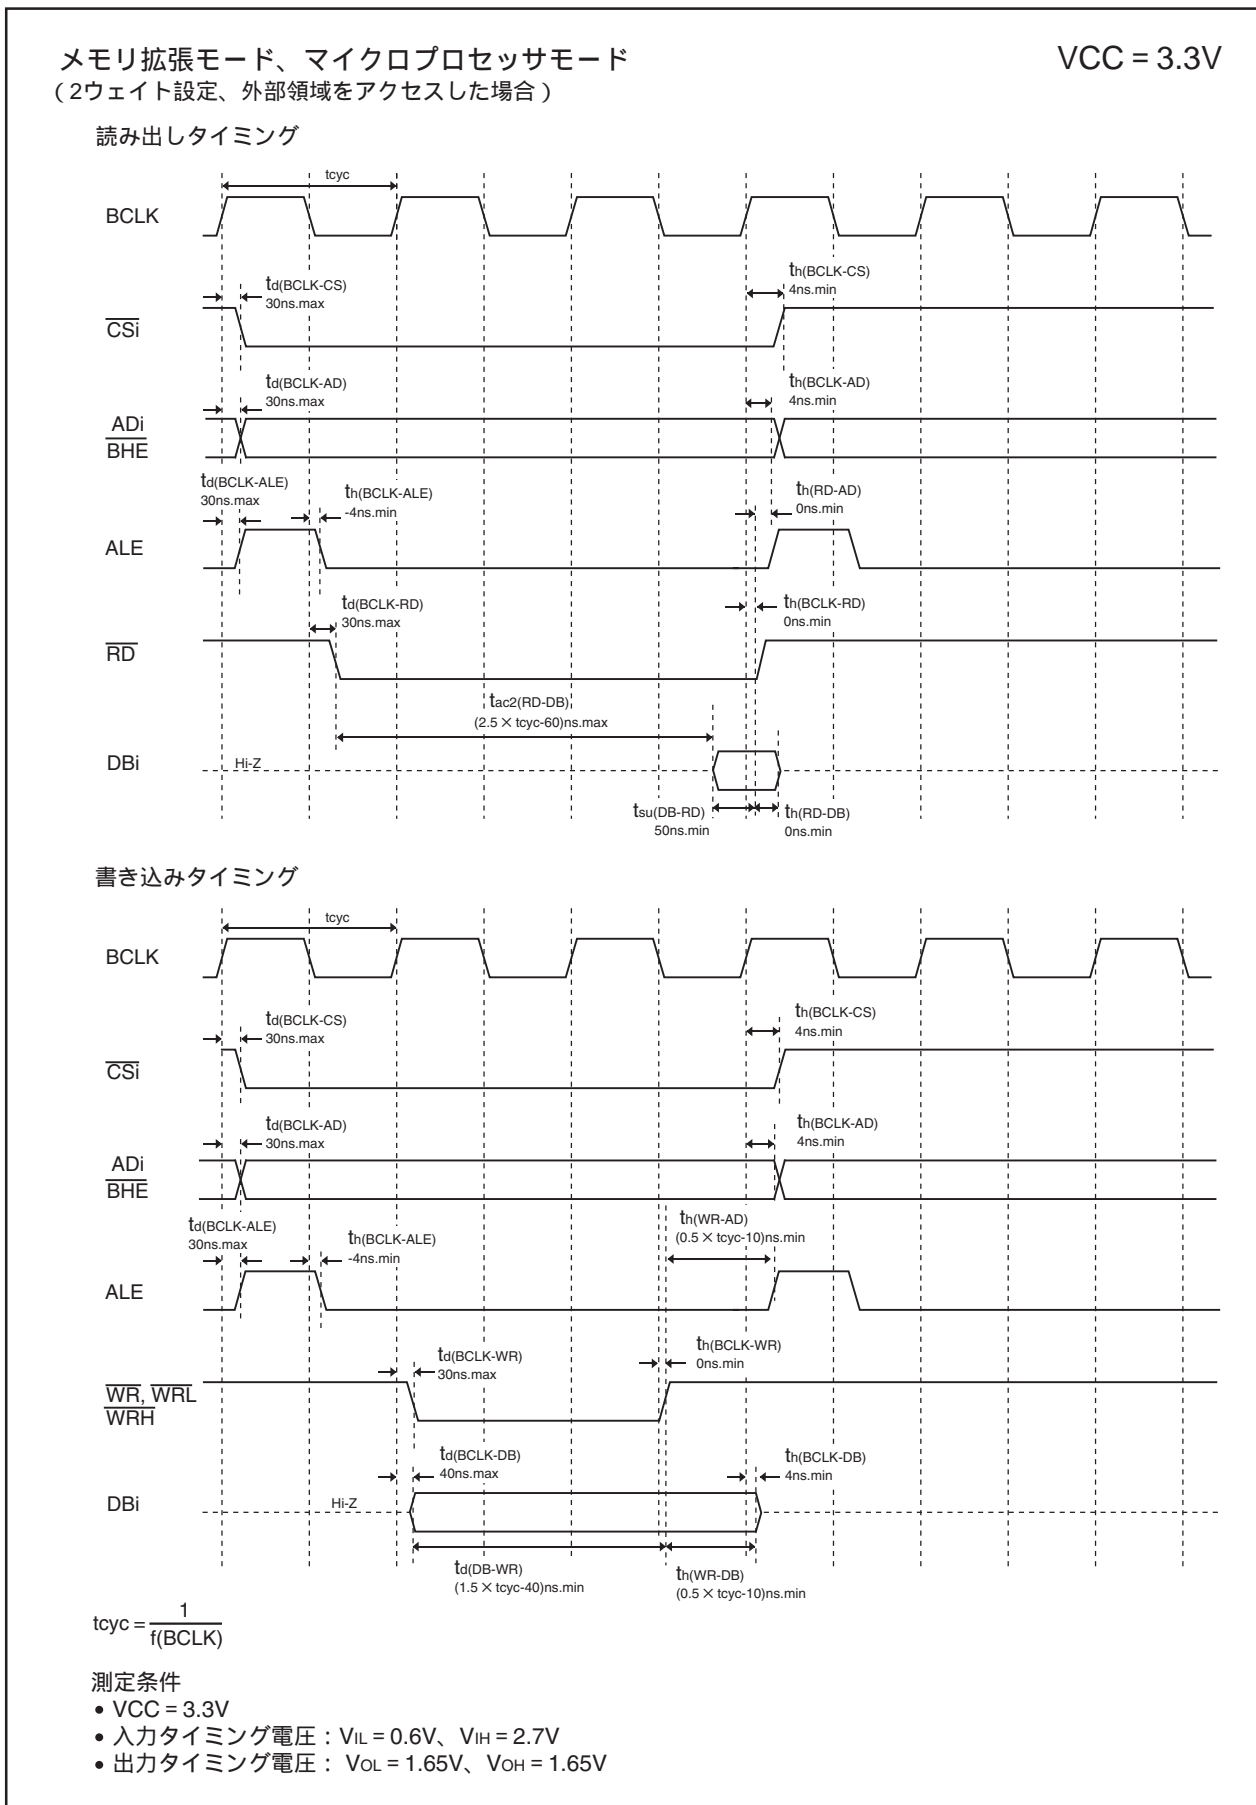 メモリ拡張モード、マイクロプロセッサモード
VCC = 3.3V
（2ウェイト設定、外部領域をアクセスした場合）
読み出しタイミング
tcyc
BCLK
td(BCLK-CS)
30ns.max
th(BCLK-CS)
4ns.min
CSi
td(BCLK-AD)
30ns.max
th(BCLK-AD)
4ns.min
ADi
BHE
td(BCLK-ALE)
30ns.max
th(BCLK-ALE)
-4ns.min
th(RD-AD)
0ns.min
ALE
td(BCLK-RD)
30ns.max
th(BCLK-RD)
0ns.min
RD
tac2(RD-DB)
(2.5 × tcyc-60)ns.max
DBi
Hi-Z
tsu(DB-RD)
50ns.min
th(RD-DB)
0ns.min
書き込みタイミング
tcyc
BCLK
td(BCLK-CS)
30ns.max
th(BCLK-CS)
4ns.min
CSi
td(BCLK-AD)
30ns.max
th(BCLK-AD)
4ns.min
ADi
BHE
td(BCLK-ALE)
30ns.max
th(BCLK-ALE)
-4ns.min
th(WR-AD)
(0.5 × tcyc-10)ns.min
ALE
td(BCLK-WR)
30ns.max
th(BCLK-WR)
0ns.min
WR, WRL
WRH
td(BCLK-DB)
40ns.max
th(BCLK-DB)
4ns.min
DBi
Hi-Z
td(DB-WR)
(1.5 × tcyc-40)ns.min
th(WR-DB)
(0.5 × tcyc-10)ns.min
tcyc = 1
f(BCLK)
測定条件
• VCC = 3.3V
• 入力タイミング電圧：VIL = 0.6V、VIH = 2.7V
• 出力タイミング電圧： VOL = 1.65V、VOH = 1.65V